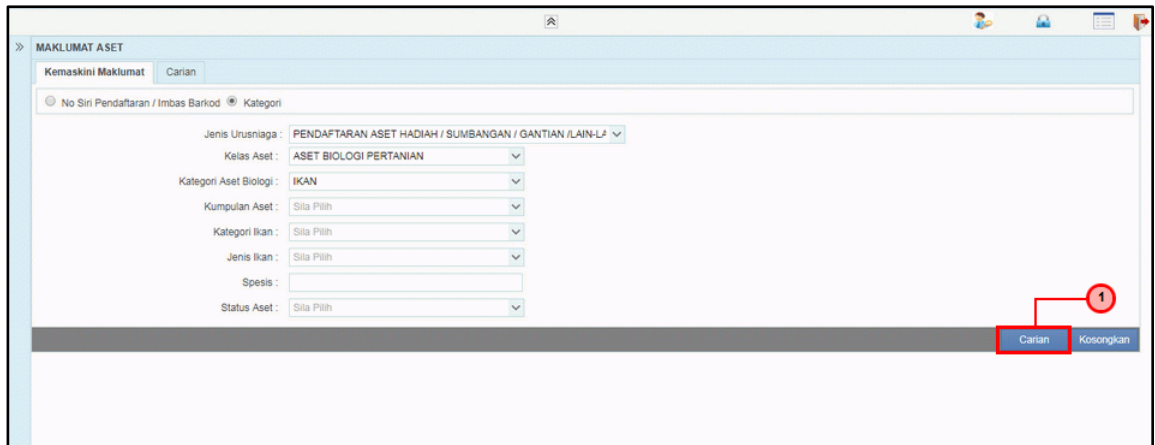 MAKLUMAT ASET
Kemaskini Maklumat Carian
No Siri Pendaftaran / Imbas Barkod Kategori
Jenis Urusniaga : PENDAFTARAN ASET HADIAH / SUMBANGAN / GANTIAN /LAIN-LA
Kelas Aset : ASET BIOLOGI PERTANIAN
Kategori Aset Biologi : IKAN
Kumpulan Aset : Sila Pilih
Kategori Ikan : Sila Pilih
Jenis Ikan : Sila Pilih
Spesis :
Status Aset : Sila Pilih
1
Carian Kosongkan